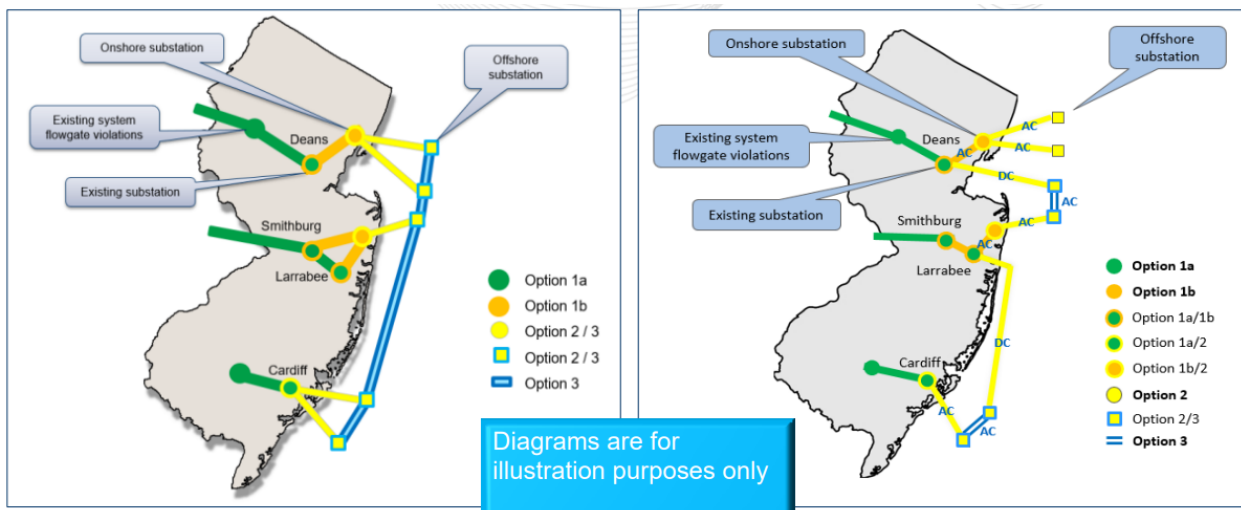 Onshore substation
Offshore
substation
Existing system
flowgate violations
Deans
Existing substation
Smithburg
Larrabee
Cardiff
Option 1a
Option 1b
Option 2 / 3
Option 2 / 3
Option 3
Onshore substation
Offshore
substation
Existing system
flowgate violations
Deans
AC
AC
AC
DC
AC
Existing substation
Smithburg
AC
AC
Larrabee
DC
Cardiff
AC
AC
Option 1a
Option 1b
Option 1a/1b
Option 1a/2
Option 1b/2
Option 2
Option 2/3
Option 3
Diagrams are for
illustration purposes only